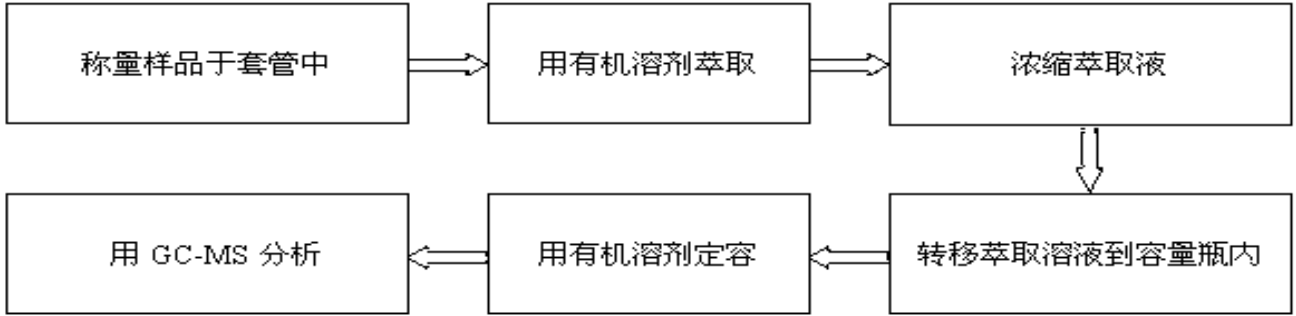 称量样品于套管中
用有机溶剂萃取
浓缩萃取液
转移萃取溶液到容量瓶内
用有机溶剂定容
用 GC-MS 分析